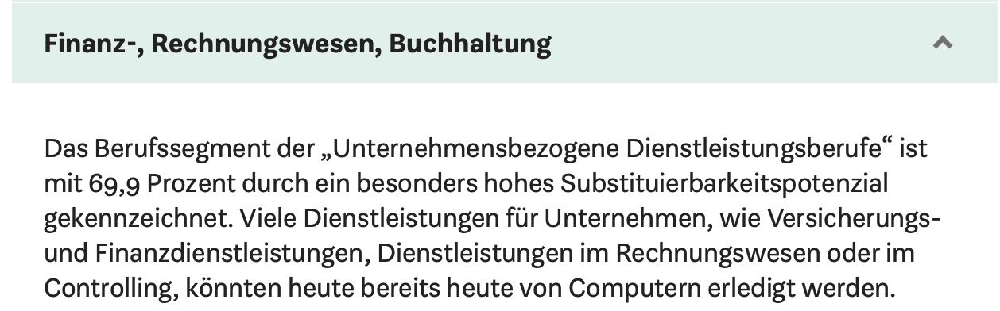 Finanz-, Rechnungswesen, Buchhaltung
Das Berufssegment der „Unternehmensbezogene Dienstleistungsberufe“ ist
mit 69,9 Prozent durch ein besonders hohes Substituierbarkeitspotenzial
gekennzeichnet. Viele Dienstleistungen für Unternehmen, wie Versicherungs-
und Finanzdienstleistungen, Dienstleistungen im Rechnungswesen oder im
Controlling, könnten heute bereits heute von Computern erledigt werden.